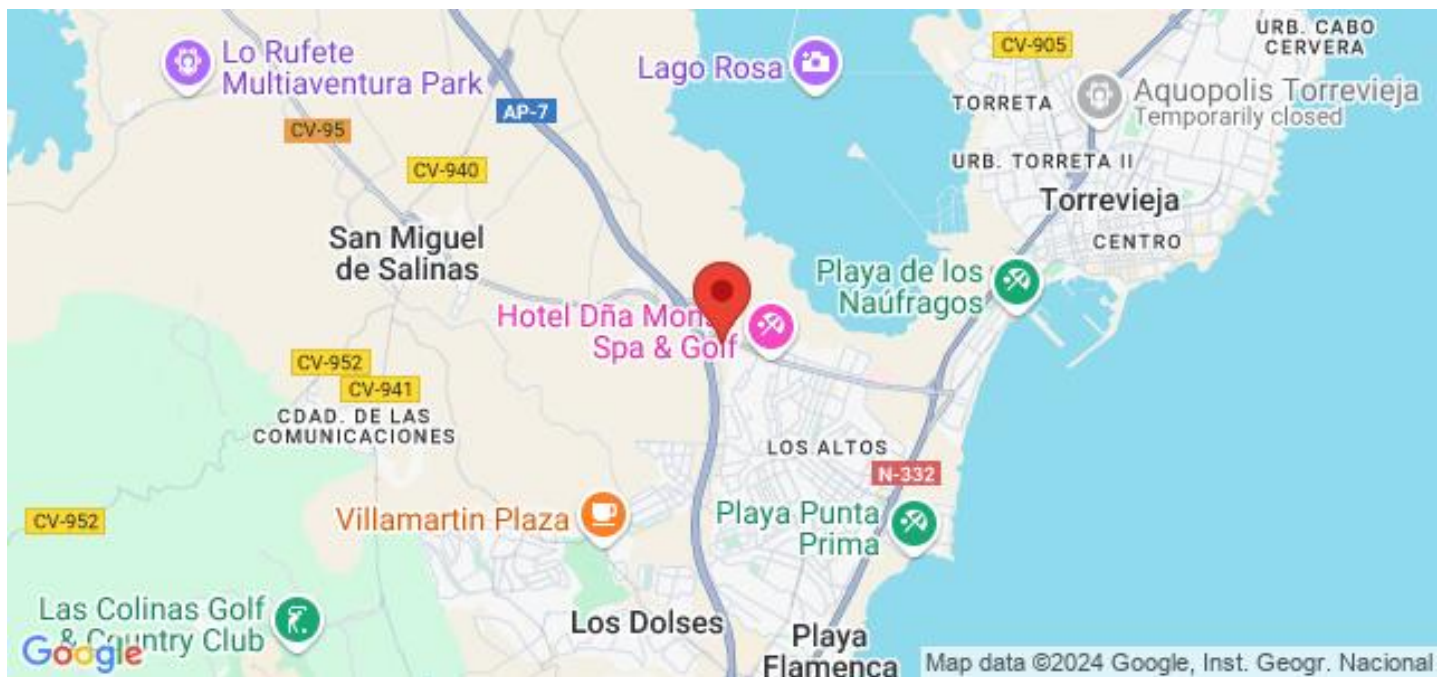 Lo Rufete
Multiaventura Park
Lago Rosa
CV-905
URB. CABO
CERVERA
TORRETA
Aquopolis Torrevieja
Temporarily closed
AP-7
CV-95
CV-940
URB. TORRETA II
Torrevieja
CENTRO
San Miguel
de Salinas
Playa de los
Naúfragos
Hotel Dña Mons
Spa & Golf
CV-952
CV-941
CDAD. DE LAS
COMUNICACIONES
LOS ALTOS
N-332
CV-952
Villamartin Plaza
Playa Punta
Prima
Las Colinas Golf
& Country Club
Los Dolses
Playa
Flamenca
Google
Map data ©2024 Google, Inst. Geogr. Nacional